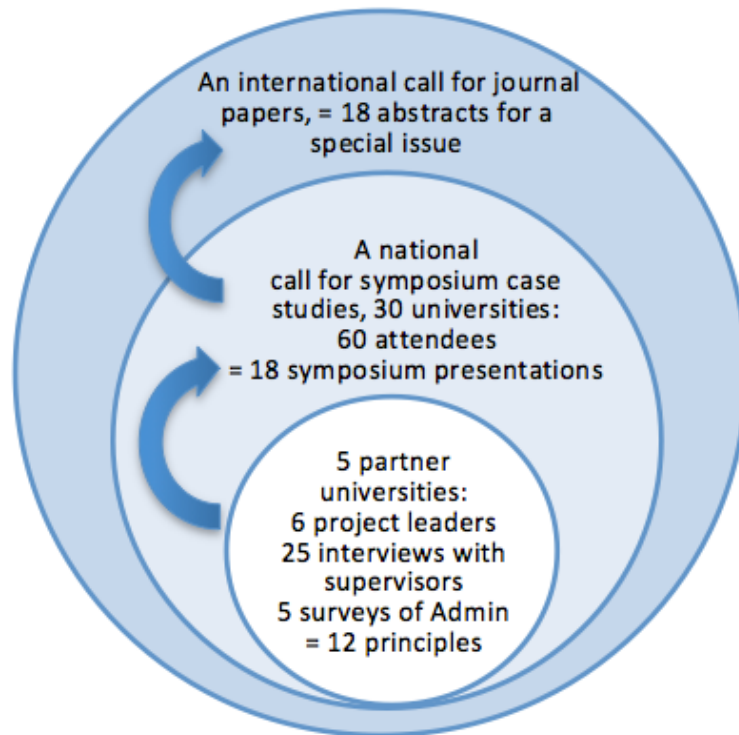 An international call for journal
papers, = 18 abstracts for a
special issue
A national
call for symposium case
studies, 30 universities:
60 attendees
= 18 symposium presentations
5 partner
universities:
6 project leaders
25 interviews with
supervisors
5 surveys of Admin
= 12 principles